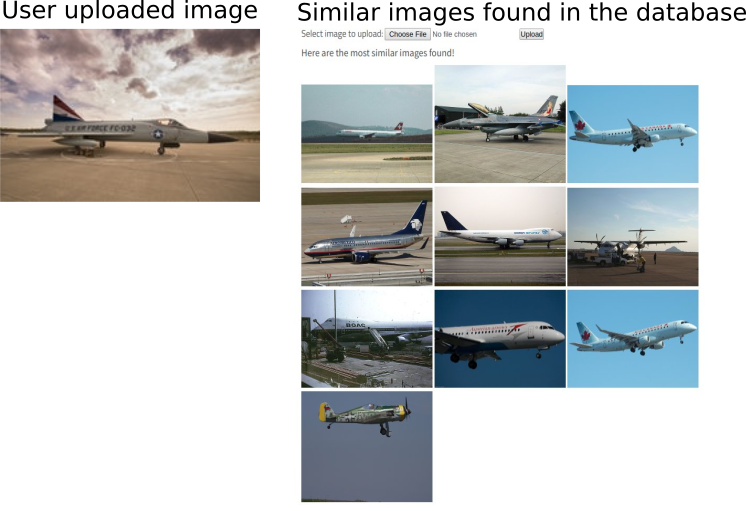 User uploaded image
Similar images found in the database
Select image to upload: Choose File No file chosen Upload
Here are the most similar images found!
U.S. AIR FORCE FC-032
BOAC